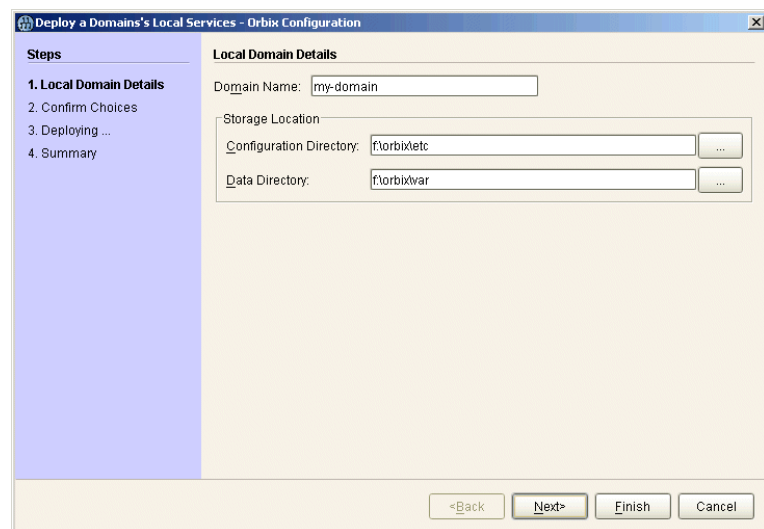 Deploy a Domains's Local Services - Orbix Configuration
Steps
1. Local Domain Details
2. Confirm Choices
3. Deploying ...
4. Summary
Local Domain Details
Domain Name: my-domain
Storage Location
Configuration Directory: f:\orbix\etc ...
Data Directory: f:\orbix\var ...
<Back Next> Finish Cancel